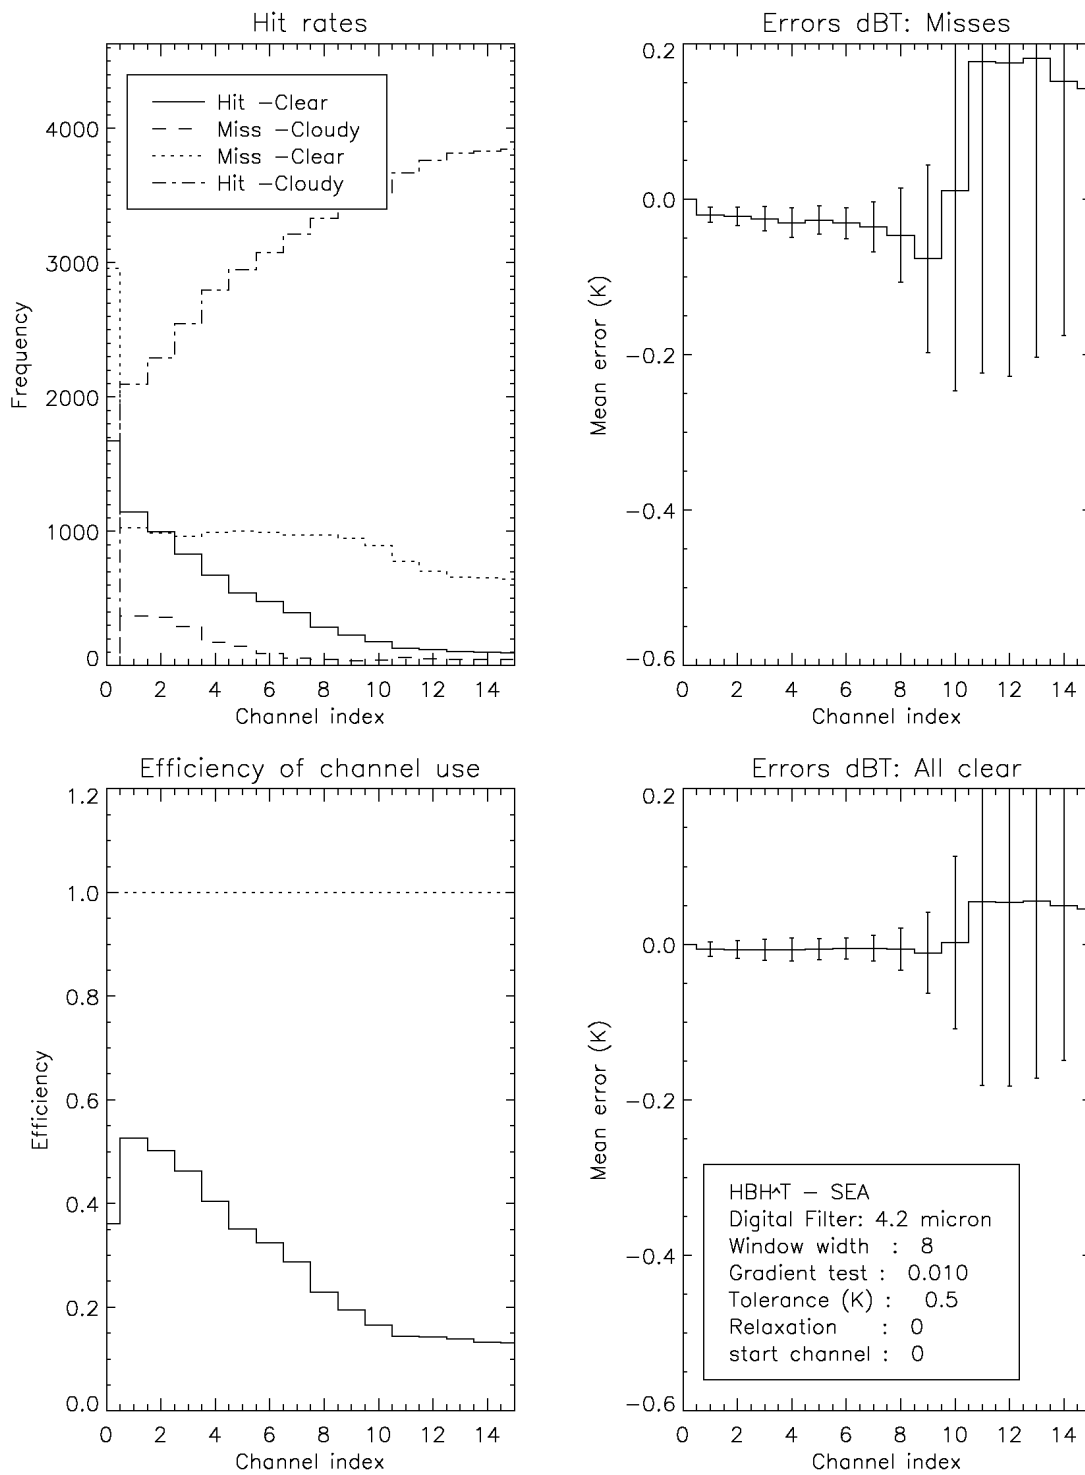 Hit rates
Hit -Clear
Miss -Cloudy
Miss -Clear
Hit -Cloudy
Frequency
4000
3000
2000
1000
0
0 2 4 6 8 10 12 14
Channel index
Errors dBT: Misses
Mean error (K)
0.2
0.0
-0.2
-0.4
-0.6
0 2 4 6 8 10 12 14
Channel index
Efficiency of channel use
Efficiency
1.2
1.0
0.8
0.6
0.4
0.2
0.0
0 2 4 6 8 10 12 14
Channel index
Errors dBT: All clear
Mean error (K)
0.2
0.0
-0.2
-0.4
-0.6
HBH^T - SEA
Digital Filter: 4.2 micron
Window width : 8
Gradient test : 0.010
Tolerance (K) : 0.5
Relaxation : 0
start channel : 0
0 2 4 6 8 10 12 14
Channel index